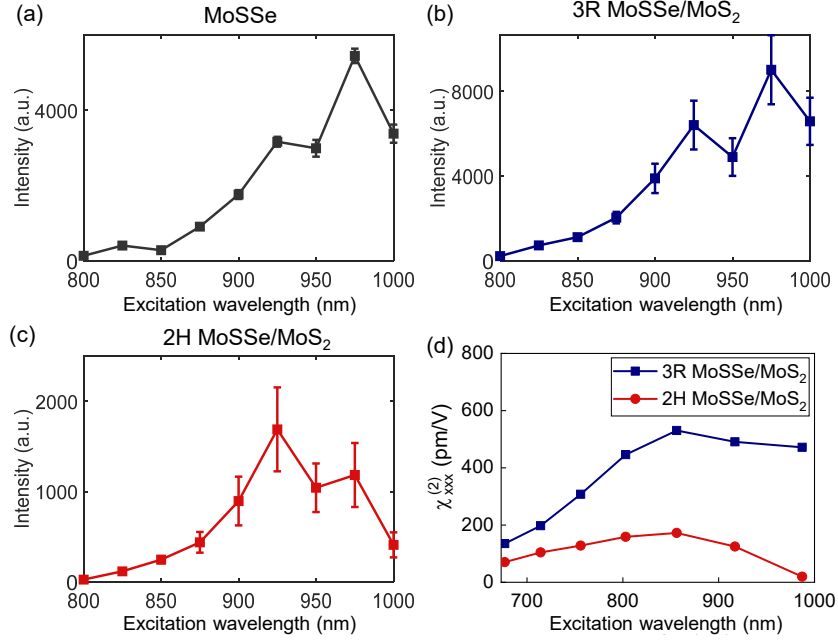 (a)
MoSSe
4000
0
Intensity (a.u.)
800 850 900 950 1000
Excitation wavelength (nm)
(b)
3R MoSSe/MoS₂
8000
4000
0
Intensity (a.u.)
800 850 900 950 1000
Excitation wavelength (nm)
(c)
2H MoSSe/MoS₂
2000
1000
0
Intensity (a.u.)
800 850 900 950 1000
Excitation wavelength (nm)
(d)
3R MoSSe/MoS₂
2H MoSSe/MoS₂
800
600
400
200
0
χ⁽²⁾xxx (pm/V)
700 800 900 1000
Excitation wavelength (nm)